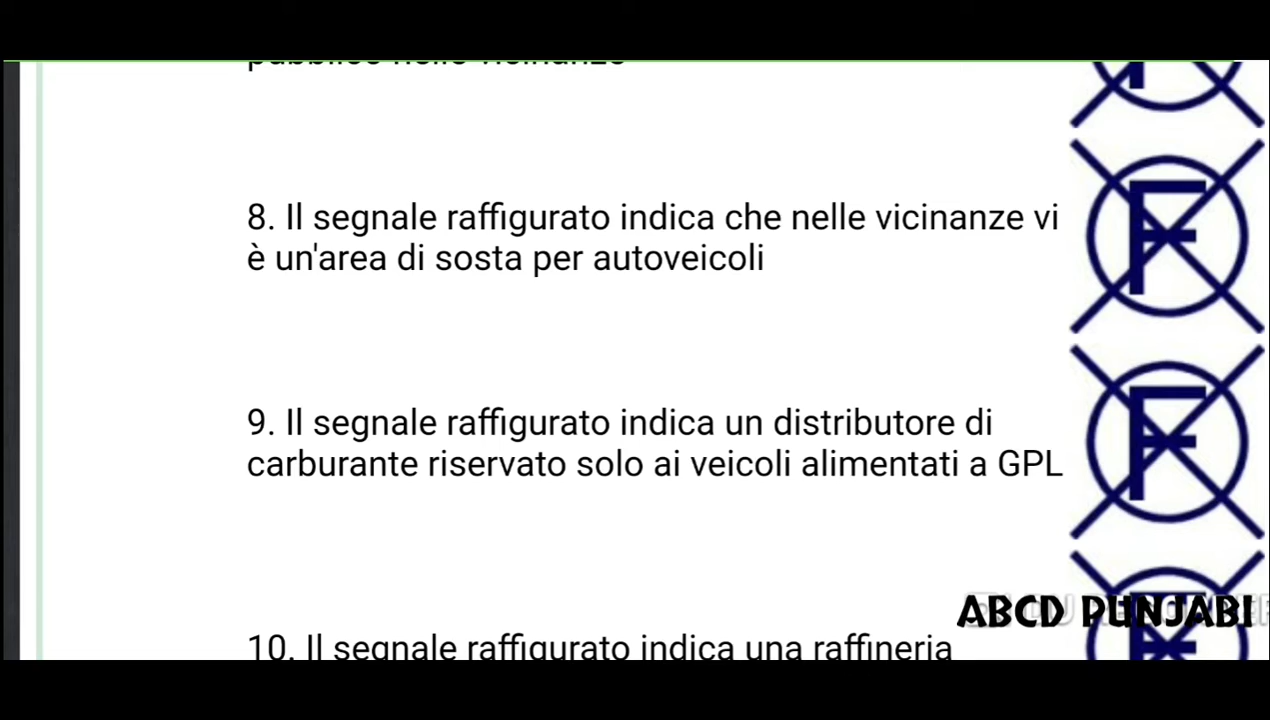 8. Il segnale raffigurato indica che nelle vicinanze vi
è un'area di sosta per autoveicoli
F
9. Il segnale raffigurato indica un distributore di
carburante riservato solo ai veicoli alimentati a GPL
F
ABCD PUNJABI
10. Il segnale raffigurato indica una raffineria